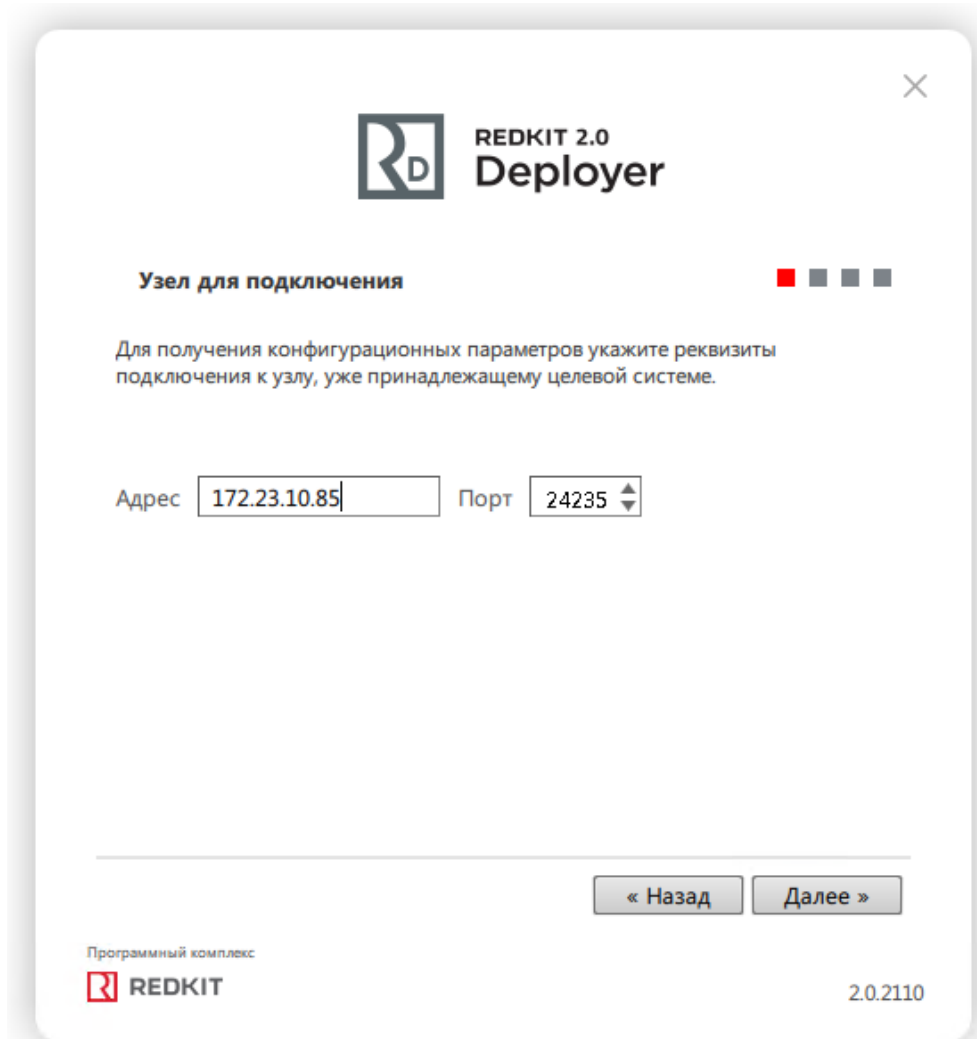 RD
REDKIT 2.0
Deployer
Узел для подключения
Для получения конфигурационных параметров укажите реквизиты
подключения к узлу, уже принадлежащему целевой системе.
Адрес 172.23.10.85 Порт 24235
« Назад Далее »
Программный комплекс
REDKIT
2.0.2110